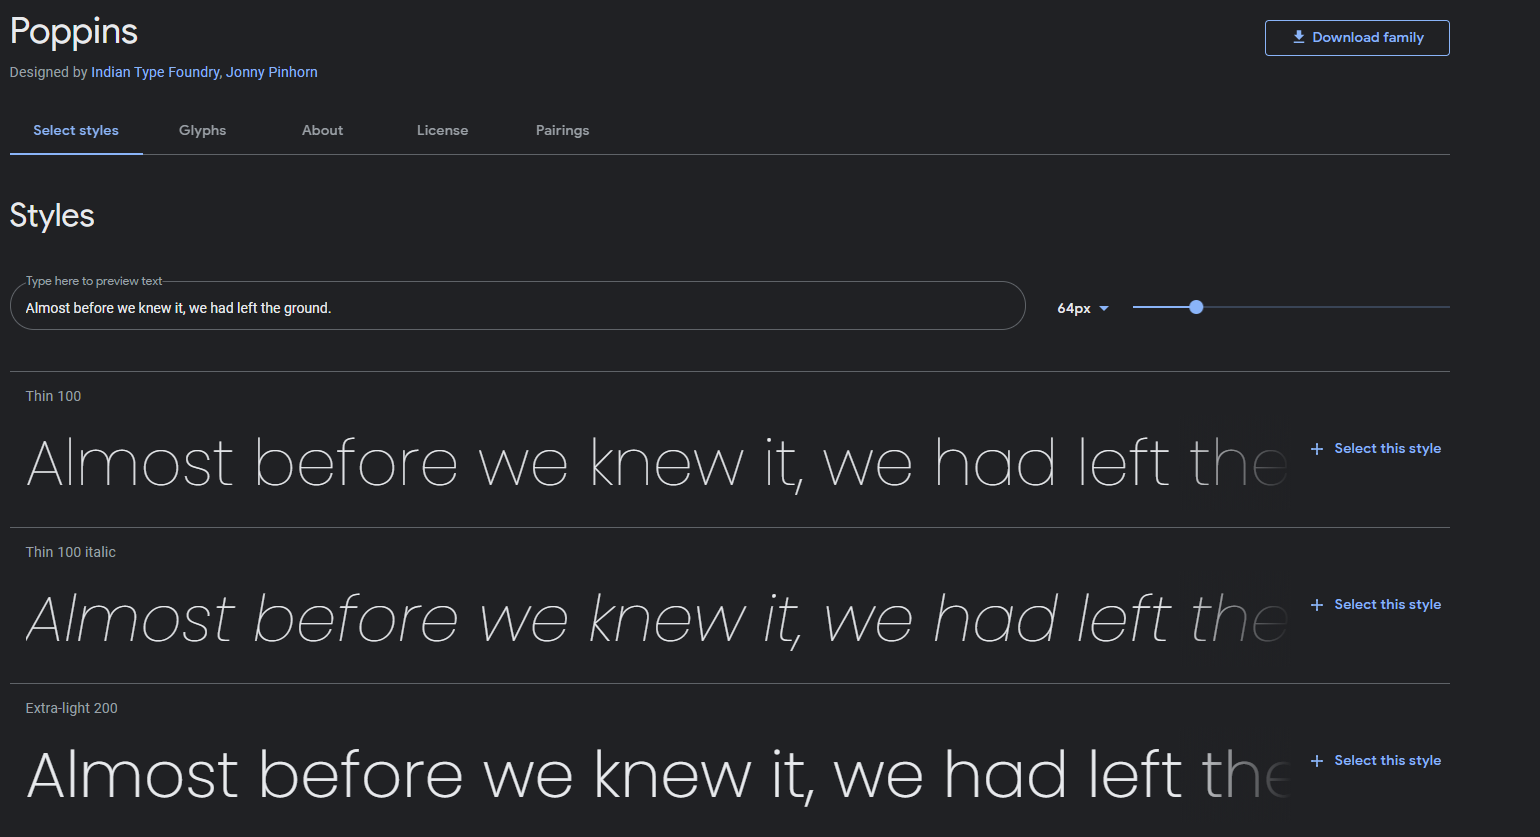 Poppins
Download family
Designed by Indian Type Foundry, Jonny Pinhorn
Select styles Glyphs About License Pairings
Styles
Type here to preview text
Almost before we knew it, we had left the ground.
64px
Thin 100
Almost before we knew it, we had left the
Select this style
Thin 100 italic
Almost before we knew it, we had left the
Select this style
Extra-light 200
Almost before we knew it, we had left the
Select this style